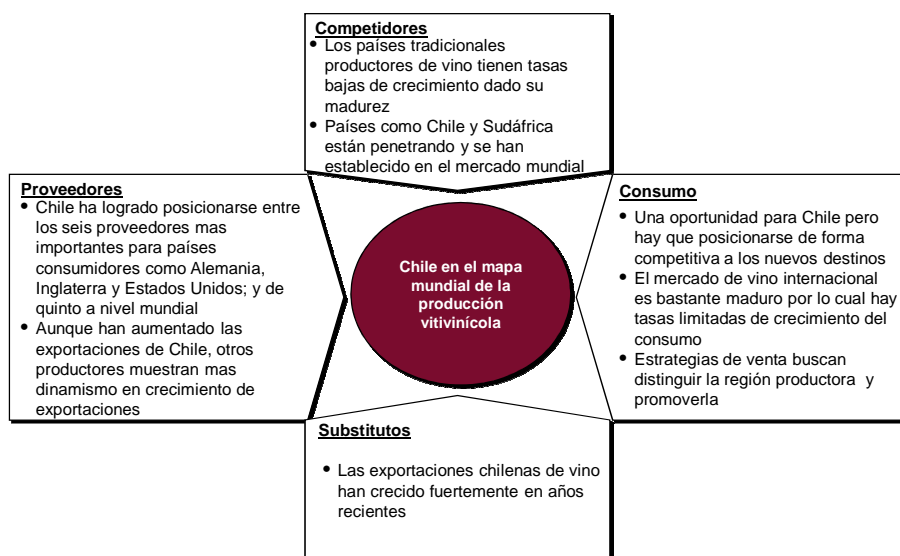 Competidores
• Los países tradicionales
productores de vino tienen tasas
bajas de crecimiento dado su
madurez
• Países como Chile y Sudáfrica
están penetrando y se han
establecido en el mercado mundial
Proveedores
• Chile ha logrado posicionarse entre
los seis proveedores mas
importantes para países
consumidores como Alemania,
Inglaterra y Estados Unidos; y de
quinto a nivel mundial
• Aunque han aumentado las
exportaciones de Chile, otros
productores muestran mas
dinamismo en crecimiento de
exportaciones
Chile en el mapa
mundial de la
producción
vitivinícola
Consumo
• Una oportunidad para Chile pero
hay que posicionarse de forma
competitiva a los nuevos destinos
• El mercado de vino internacional
es bastante maduro por lo cual hay
tasas limitadas de crecimiento del
consumo
• Estrategias de venta buscan
distinguir la región productora y
promoverla
Substitutos
• Las exportaciones chilenas de vino
han crecido fuertemente en años
recientes